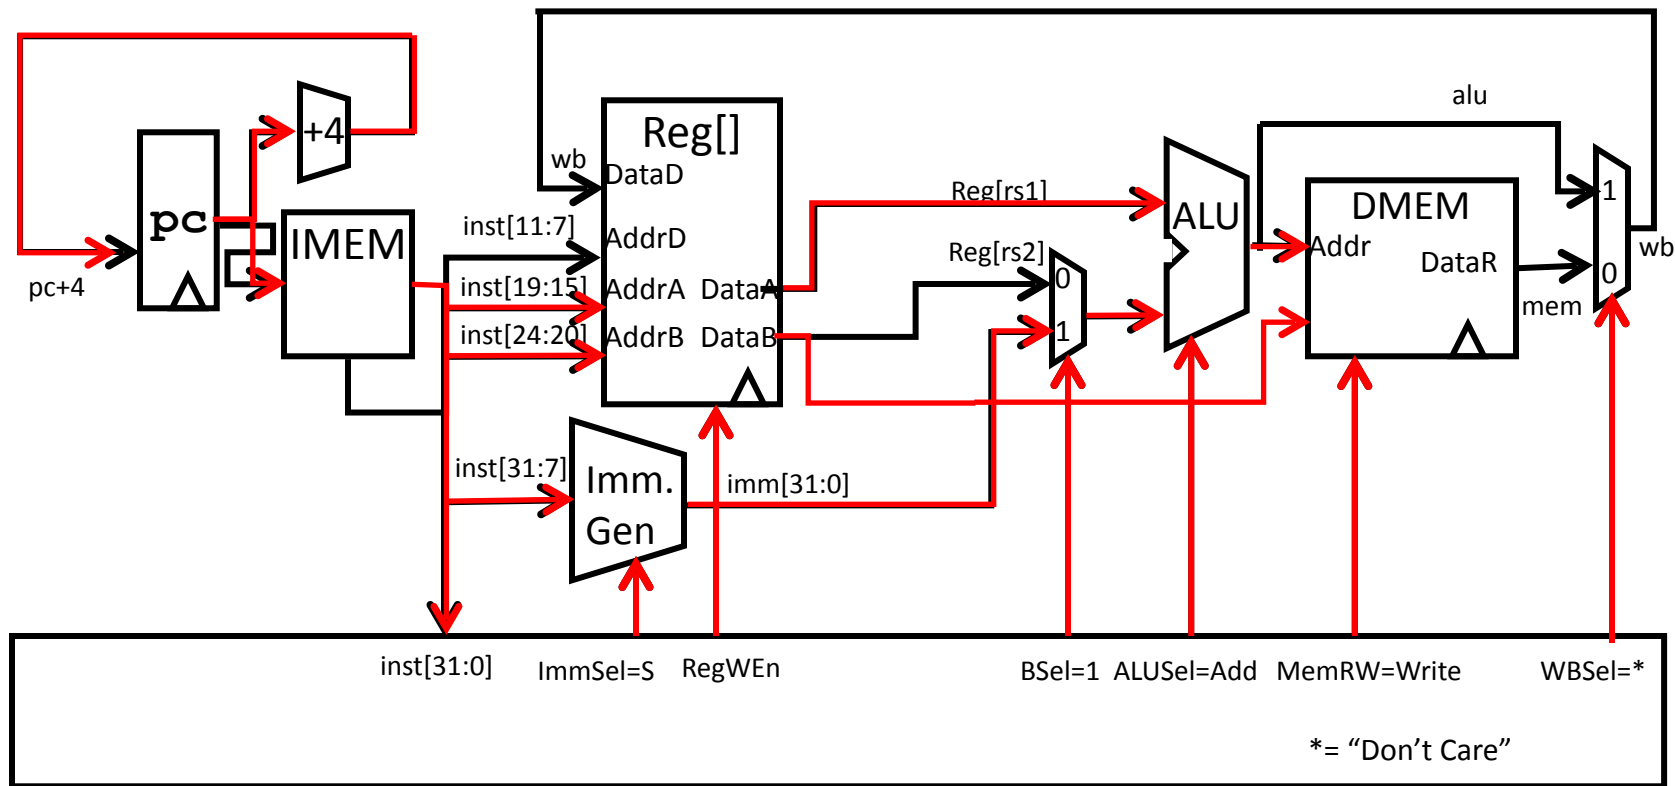 alu
Reg[]
+4
wb
DataD
pc
IMEM
Reg[rs1]
ALU
DMEM
1
inst[11:7]
AddrD
Reg[rs2]
Addr
DataR
wb
pc+4
inst[19:15]
AddrA DataA
0
0
mem
inst[24:20]
AddrB DataB
1
inst[31:7]
Imm.
Gen
imm[31:0]
inst[31:0]
ImmSel=S
RegWEn
BSel=1
ALUSel=Add
MemRW=Write
WBSel=*
*= “Don’t Care”